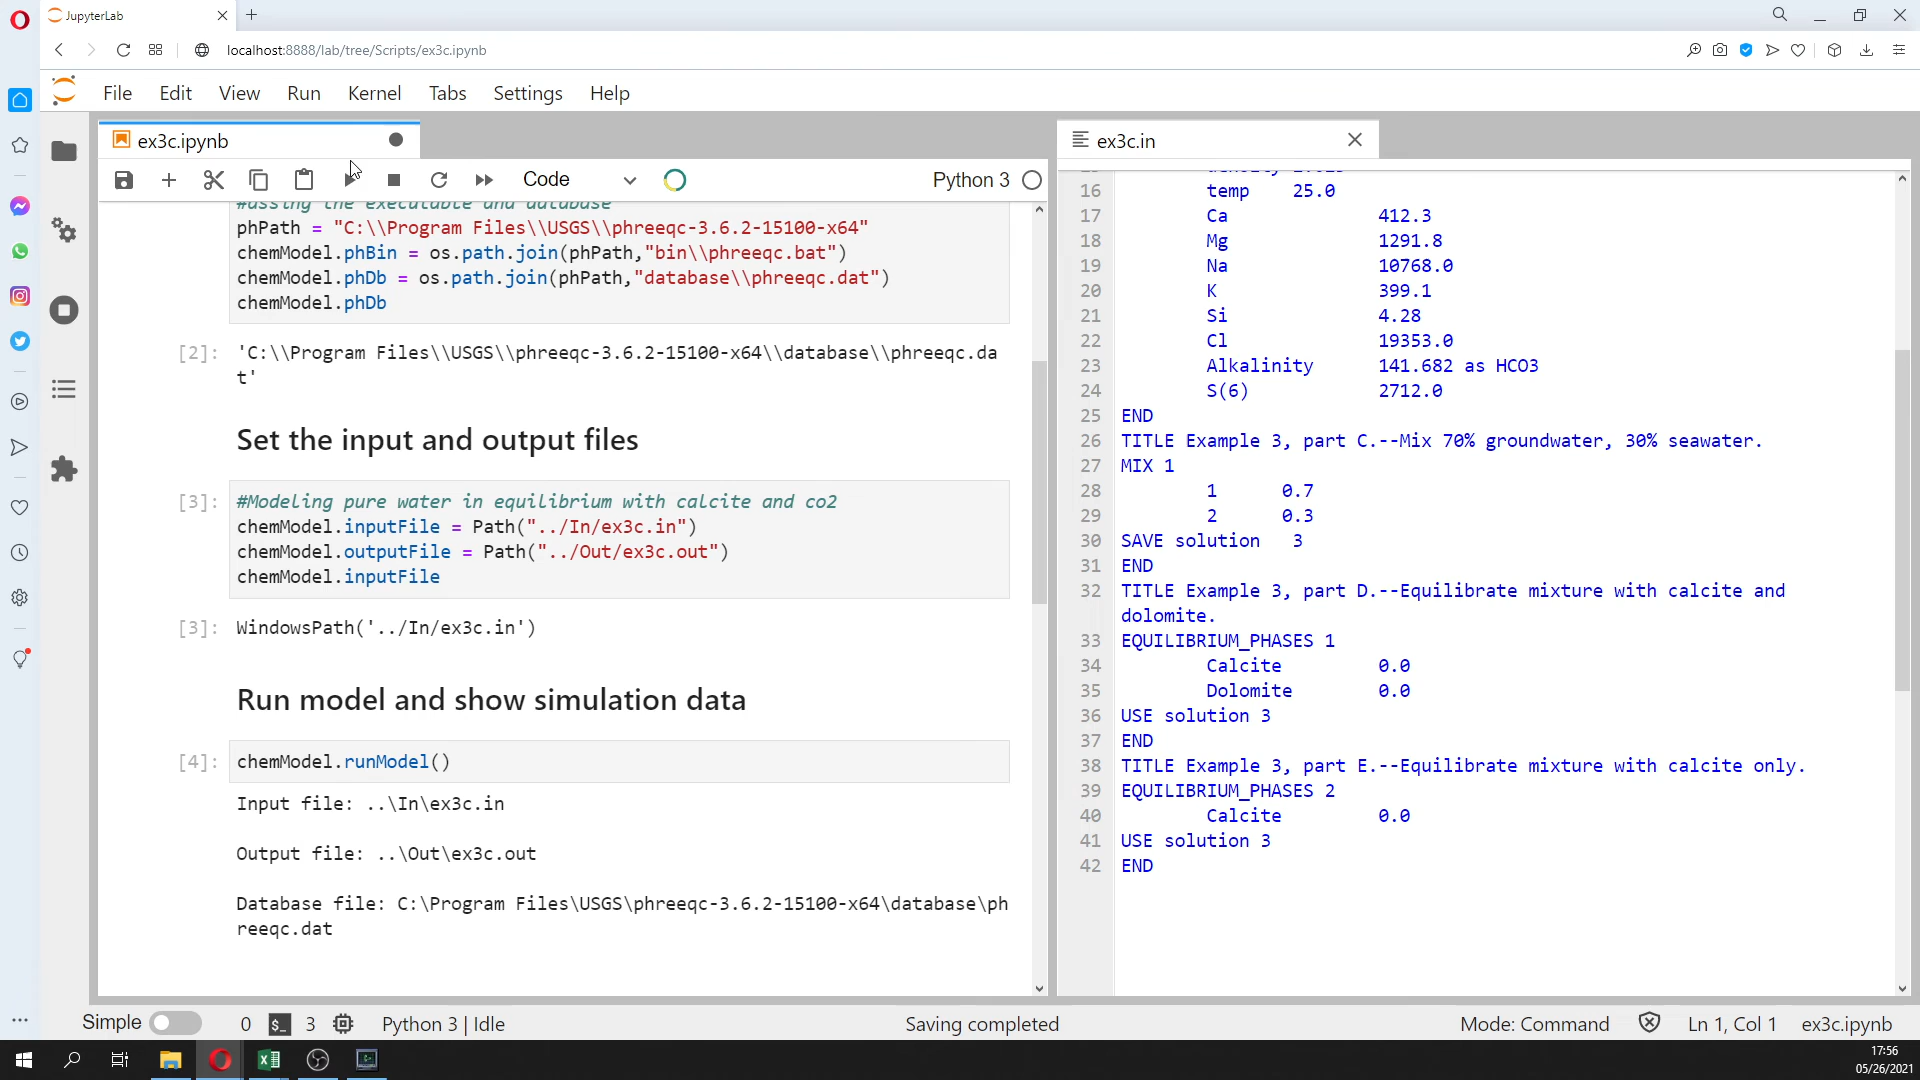 JupyterLab
localhost:8888/lab/tree/Scripts/ex3c.ipynb
File Edit View Run Kernel Tabs Settings Help
ex3c.ipynb
Code
Python 3
phPath = "C:\\Program Files\\USGS\\phreeqc-3.6.2-15100-x64"
chemModel.phBin = os.path.join(phPath,"bin\\phreeqc.bat")
chemModel.phDb = os.path.join(phPath,"database\\phreeqc.dat")
chemModel.phDb
[2]: 'C:\\Program Files\\USGS\\phreeqc-3.6.2-15100-x64\\database\\phreeqc.da
t'
Set the input and output files
[3]: #Modeling pure water in equilibrium with calcite and co2
chemModel.inputFile = Path("../In/ex3c.in")
chemModel.outputFile = Path("../Out/ex3c.out")
chemModel.inputFile
[3]: WindowsPath('../In/ex3c.in')
Run model and show simulation data
[4]: chemModel.runModel()
Input file: ..\In\ex3c.in
Output file: ..\Out\ex3c.out
Database file: C:\Program Files\USGS\phreeqc-3.6.2-15100-x64\database\ph
reeqc.dat
ex3c.in
16 temp 25.0
17 Ca 412.3
18 Mg 1291.8
19 Na 10768.0
20 K 399.1
21 Si 4.28
22 Cl 19353.0
23 Alkalinity 141.682 as HCO3
24 S(6) 2712.0
25 END
26 TITLE Example 3, part C.--Mix 70% groundwater, 30% seawater.
27 MIX 1
28 1 0.7
29 2 0.3
30 SAVE solution 3
31 END
32 TITLE Example 3, part D.--Equilibrate mixture with calcite and
dolomite.
33 EQUILIBRIUM_PHASES 1
34 Calcite 0.0
35 Dolomite 0.0
36 USE solution 3
37 END
38 TITLE Example 3, part E.--Equilibrate mixture with calcite only.
39 EQUILIBRIUM_PHASES 2
40 Calcite 0.0
41 USE solution 3
42 END
Simple 0 $_ 3 Python 3 | Idle Saving completed Mode: Command Ln 1, Col 1 ex3c.ipynb
17:56
05/26/2021